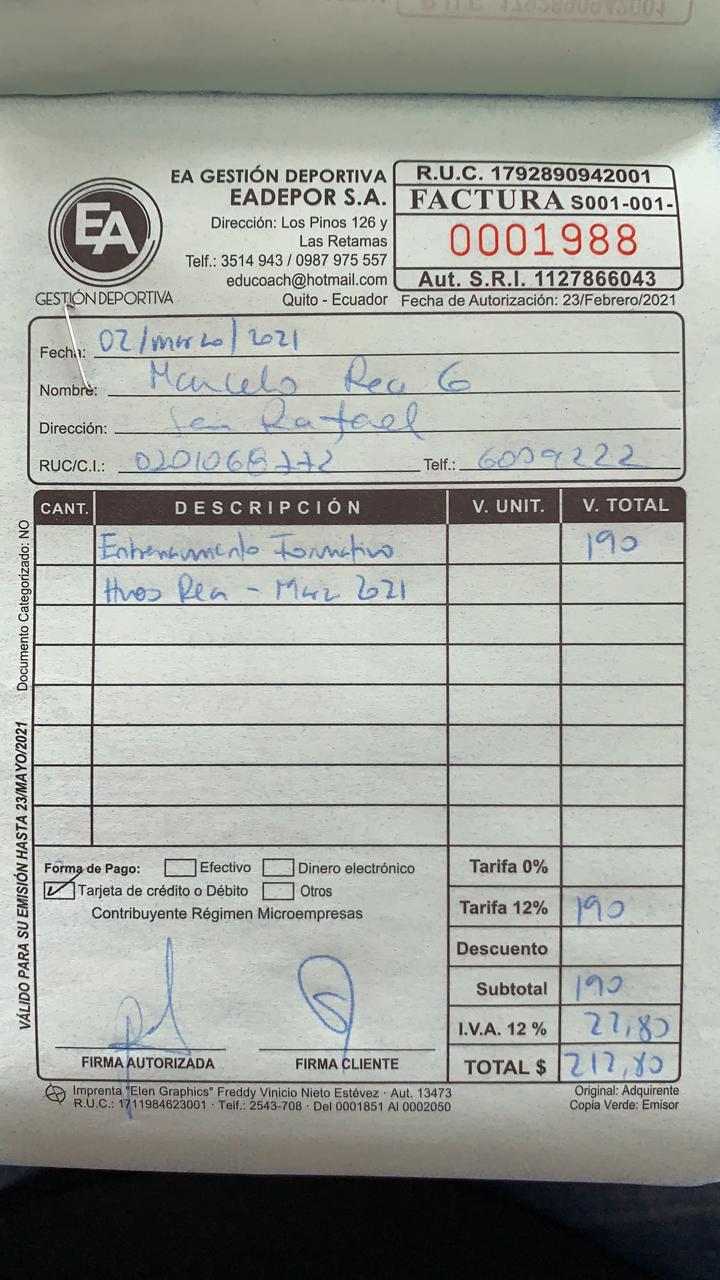 EA GESTIÓN DEPORTIVA
EADEPOR S.A.
Dirección: Los Pinos 126 y
Las Retamas
Telf.: 3514 943 / 0987 975 557
educoach@hotmail.com
Quito - Ecuador
EA
GESTIÓN DEPORTIVA
R.U.C. 1792890942001
FACTURA S001-001-
0001988
Aut. S.R.I. 1127866043
Fecha de Autorización: 23/Febrero/2021
Fecha: 02/marzo/2021
Nombre: Marcelo Rea G
Dirección: San Rafael
RUC/C.I.: 0201068772 Telf.: 6009222
CANT. DESCRIPCIÓN V. UNIT. V. TOTAL
Entrenamiento Formativo 190
Rea - Marz 2021
Documento Categorizado: NO
VÁLIDO PARA SU EMISIÓN HASTA 23/MAYO/2021
Forma de Pago: Efectivo Dinero electrónico
Tarjeta de crédito o Débito Otros
Contribuyente Régimen Microempresas
Tarifa 0%
Tarifa 12% 190
Descuento
Subtotal 190
I.V.A. 12 % 22,80
TOTAL $ 212,80
FIRMA AUTORIZADA FIRMA CLIENTE
Imprenta "Elen Graphics" Freddy Vinicio Nieto Estévez · Aut. 13473
R.U.C.: 1711984623001 · Telf.: 2543-708 · Del 0001851 Al 0002050
Original: Adquirente
Copia Verde: Emisor